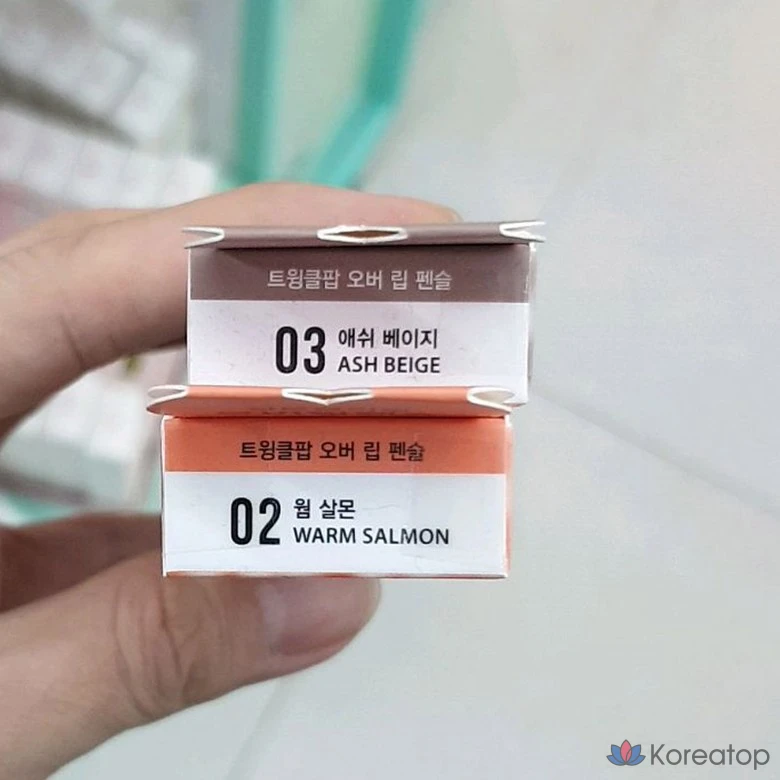 트윙클팝 오버 립 펜슬
03 애쉬 베이지
ASH BEIGE
트윙클팝 오버 립 펜슬
02 웜 살몬
WARM SALMON
Koreatop